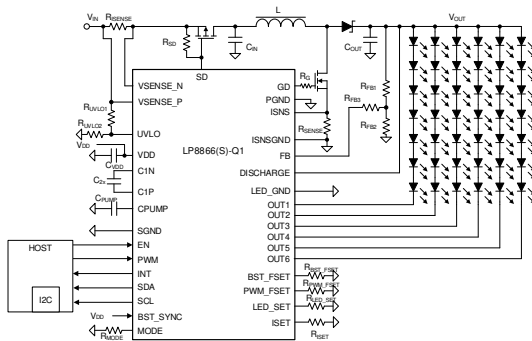 VIN
RISENSE
L
VOUT
RSD
CIN
COUT
SD
RG
GD
VSENSE_N
VSENSE_P
PGND
ISNS
RFB1
RFB3
RFB2
RUVLO1
RUVLO2
RSENSE
UVLO
ISNSGND
VDD
LP8866(S)-Q1
FB
VDD
CVDD
C1N
DISCHARGE
C2x
C1P
LED_GND
CPUMP
CPUMP
OUT1
OUT2
SGND
OUT3
HOST
EN
OUT4
PWM
OUT5
INT
OUT6
SDA
BST_FSET
RBST_FSET
I2C
SCL
PWM_FSET
RPWM_FSET
VDD
BST_SYNC
LED_SET
RLED_SET
RMODE
MODE
ISET
RISET